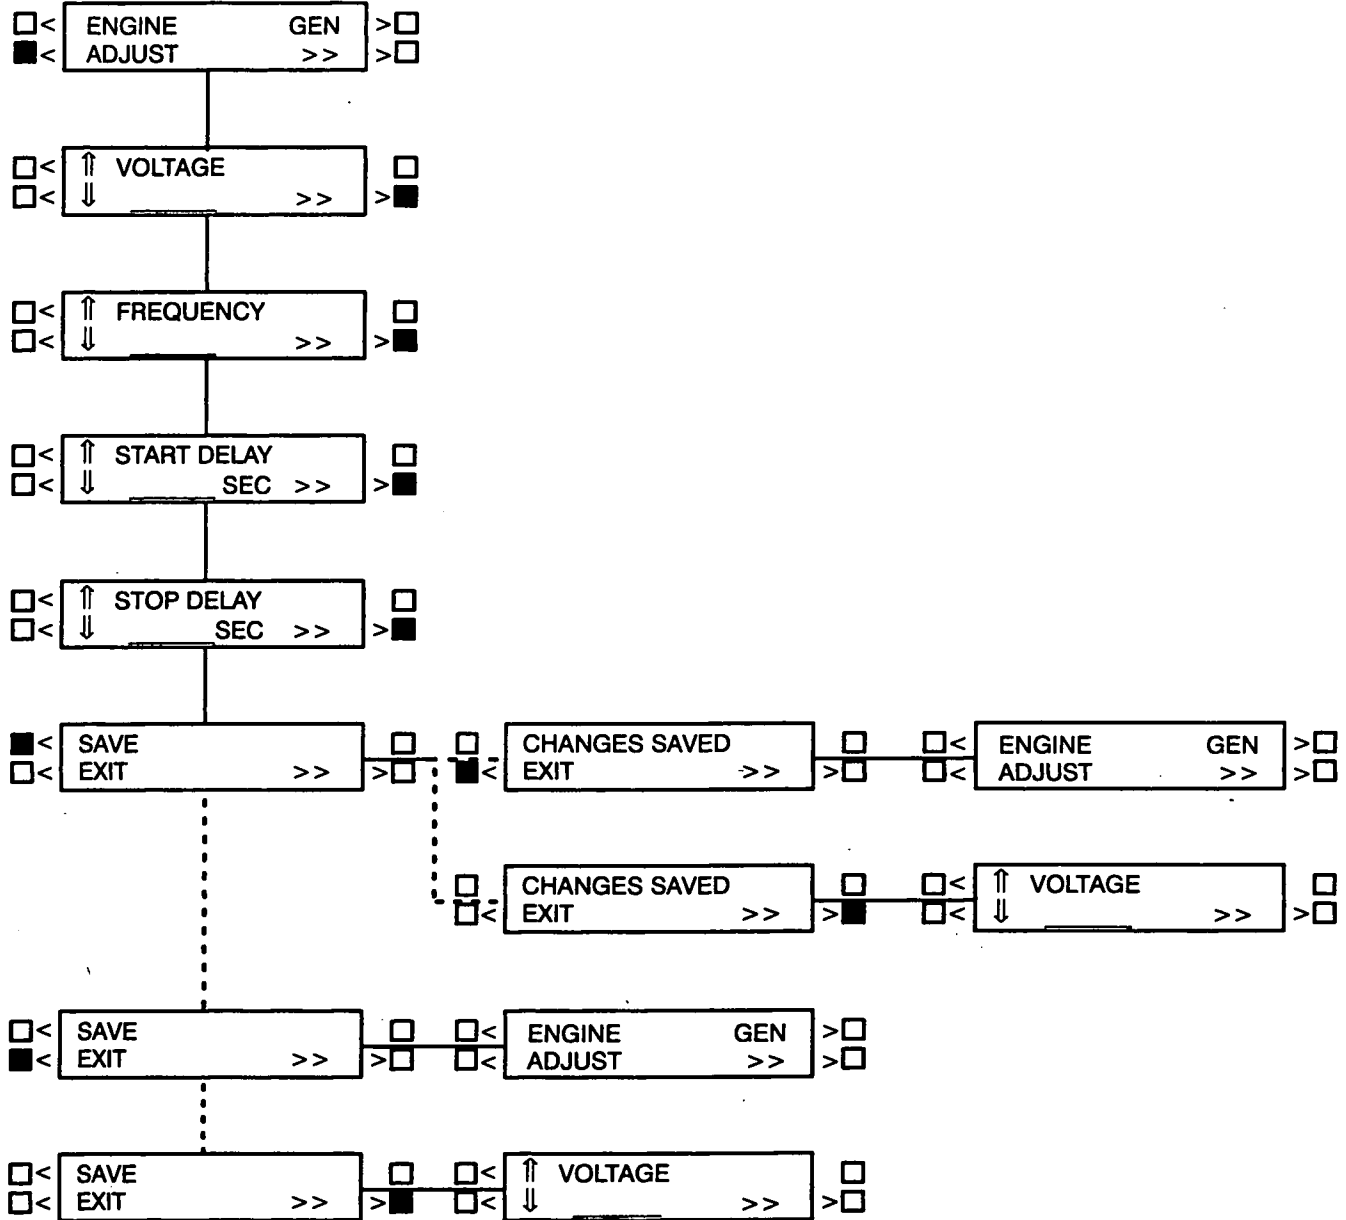 < ENGINE GEN >
< ADJUST >> >
< ⇑ VOLTAGE
< ⇓ >> >
< ⇑ FREQUENCY
< ⇓ >> >
< ⇑ START DELAY
< ⇓ SEC >> >
< ⇑ STOP DELAY
< ⇓ SEC >> >
< SAVE
< EXIT >> >
CHANGES SAVED
< EXIT >> >
< ENGINE GEN >
< ADJUST >> >
CHANGES SAVED
< EXIT >> >
< ⇑ VOLTAGE
< ⇓ >> >
< SAVE
< EXIT >> >
< ENGINE GEN >
< ADJUST >> >
< SAVE
< EXIT >> >
< ⇑ VOLTAGE
< ⇓ >> >